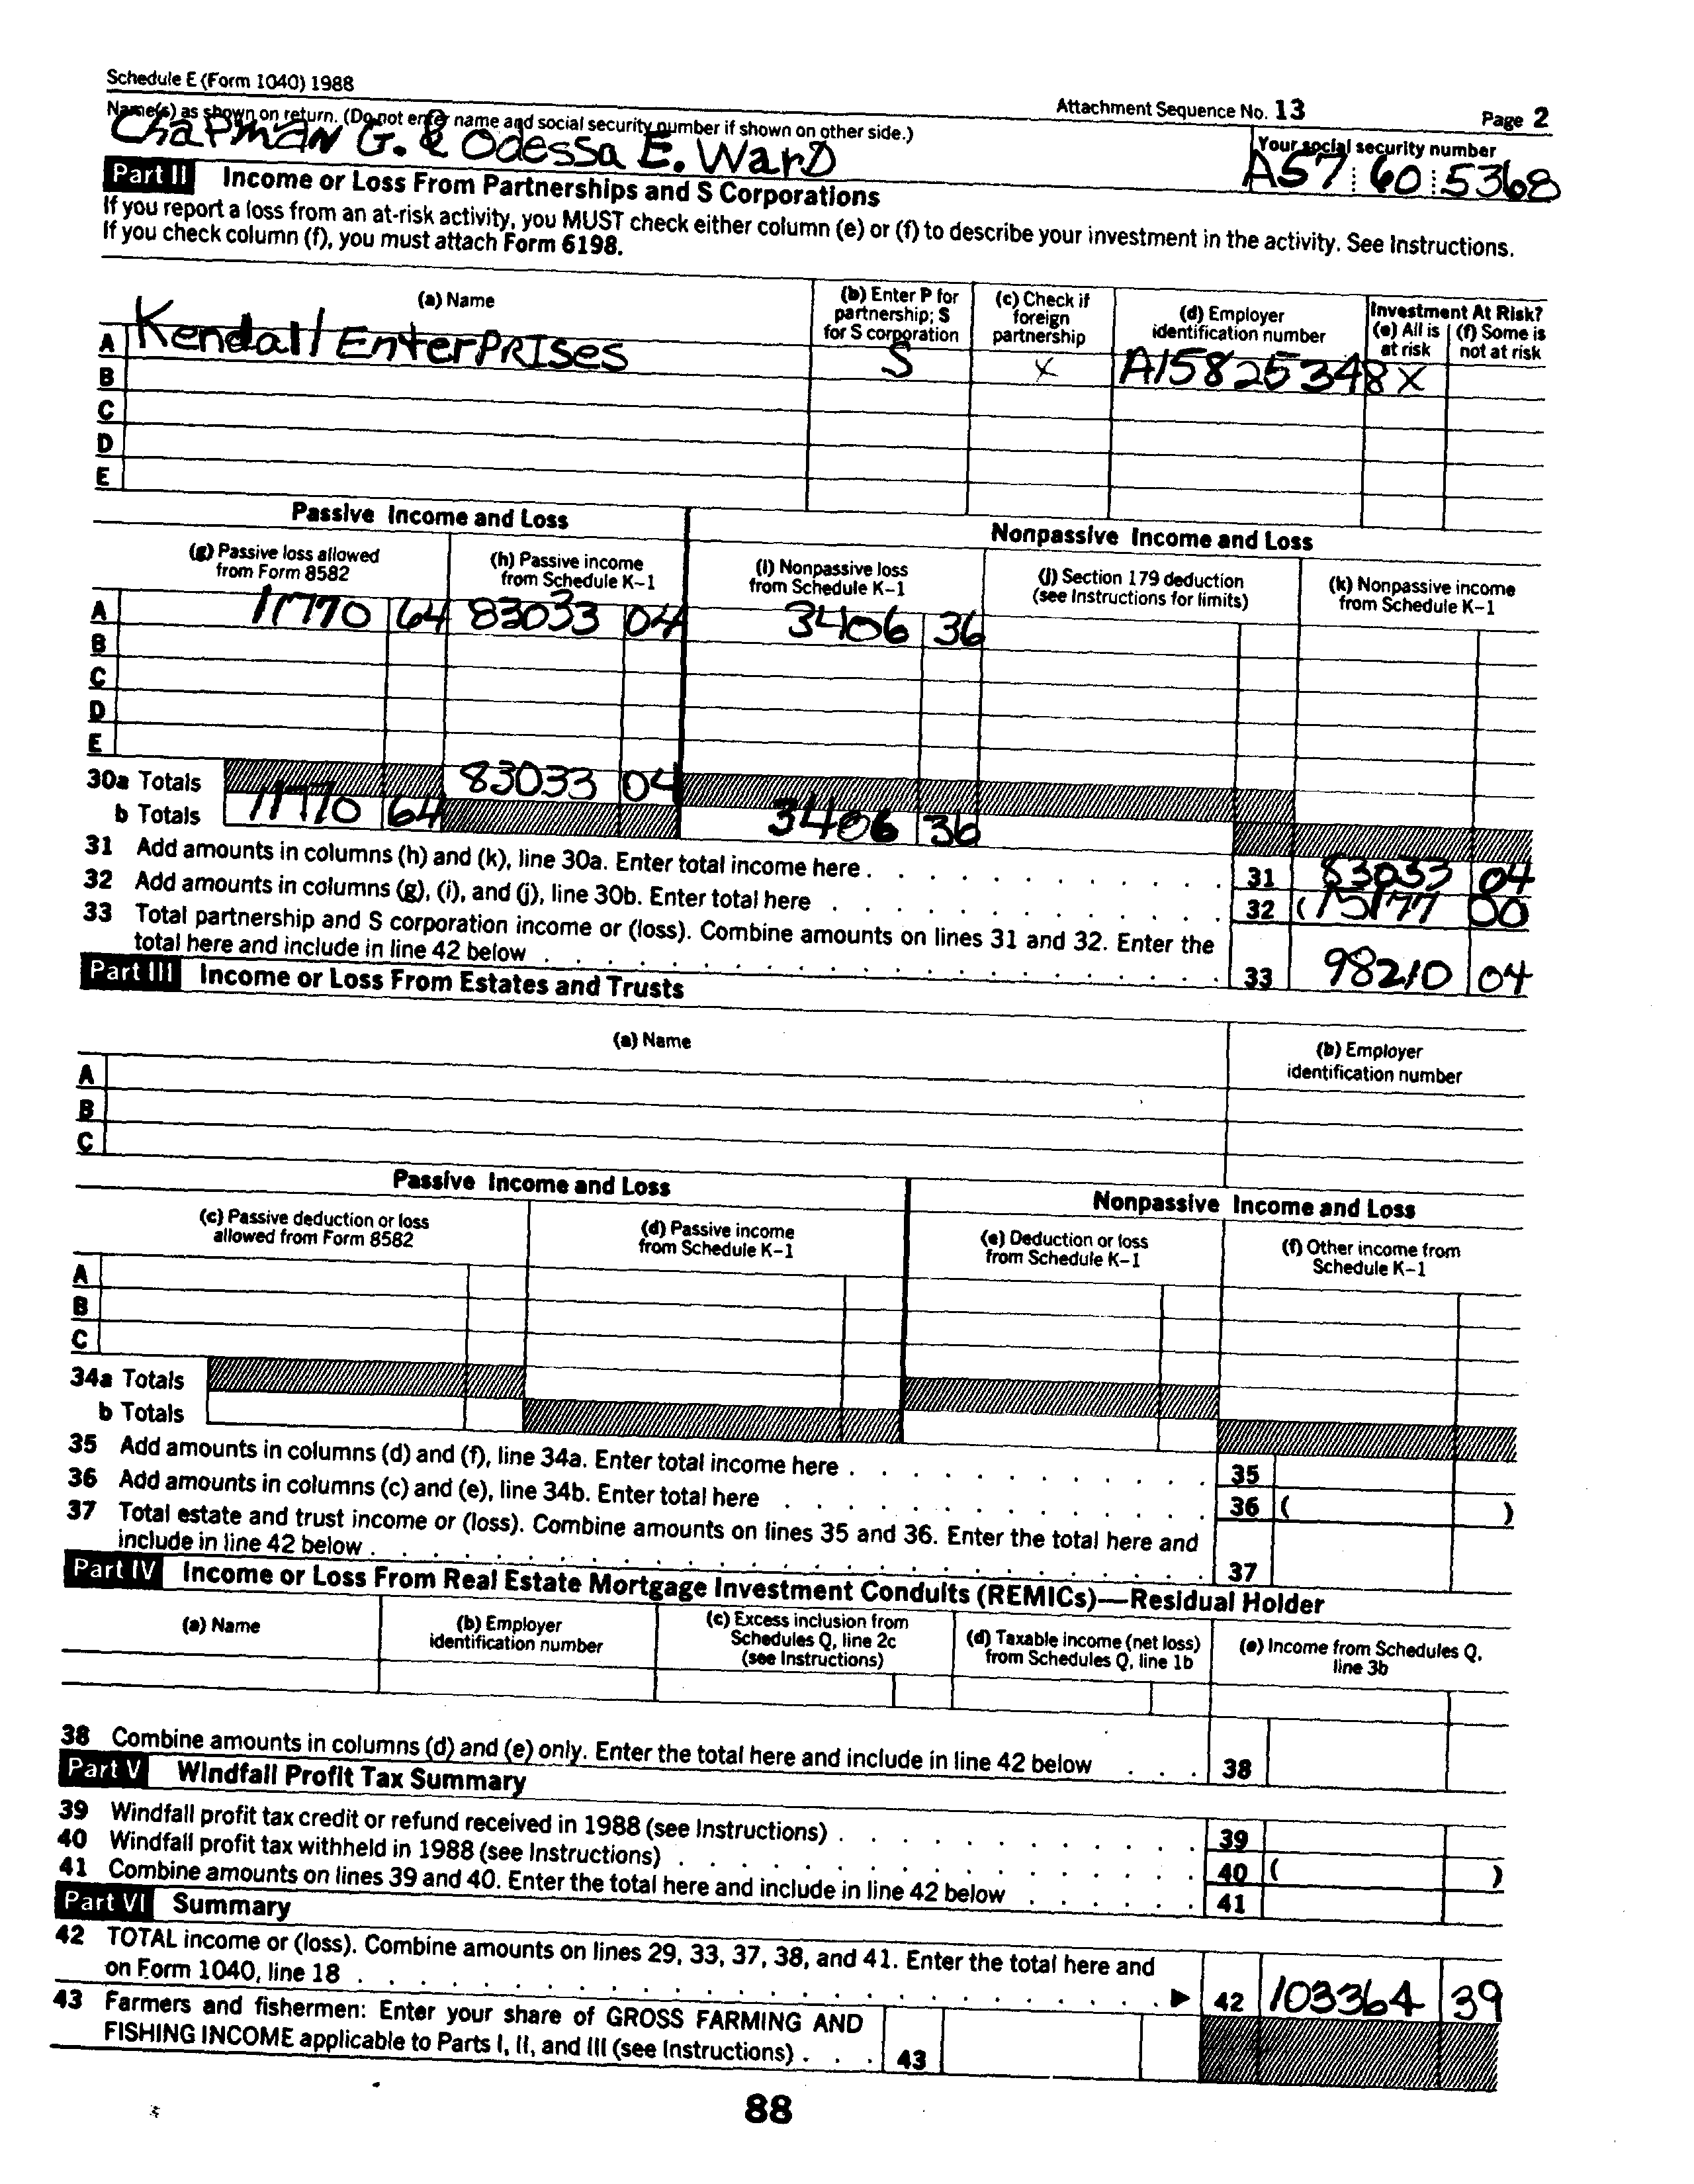 Schedule E (Form 1040) 1988
Attachment Sequence No. 13
Page 2
Name(s) as shown on return. (Do not enter name and social security number if shown on other side.)
Your social security number
Chapman G. & Odessa E. Ward
A57 60 5368
Part II Income or Loss From Partnerships and S Corporations
If you report a loss from an at-risk activity, you MUST check either column (e) or (f) to describe your investment in the activity. See Instructions.
If you check column (f), you must attach Form 6198.
(a) Name
(b) Enter P for partnership; S for S corporation
(c) Check if foreign partnership
(d) Employer identification number
Investment At Risk?
(e) All is at risk
(f) Some is not at risk
A Kendall EnterPRISes S X A15825348 X
B
C
D
E
Passive Income and Loss
Nonpassive Income and Loss
(g) Passive loss allowed from Form 8582
(h) Passive income from Schedule K-1
(i) Nonpassive loss from Schedule K-1
(j) Section 179 deduction (see Instructions for limits)
(k) Nonpassive income from Schedule K-1
A 11770 64 83033 04 3406 36
B
C
D
E
30a Totals 83033 04
b Totals 11770 64 3406 36
31 Add amounts in columns (h) and (k), line 30a. Enter total income here . 31 83033 04
32 Add amounts in columns (g), (i), and (j), line 30b. Enter total here 32 ( 15177 00
33 Total partnership and S corporation income or (loss). Combine amounts on lines 31 and 32. Enter the
total here and include in line 42 below 33 98210 04
Part III Income or Loss From Estates and Trusts
(a) Name
(b) Employer identification number
A
B
C
Passive Income and Loss
Nonpassive Income and Loss
(c) Passive deduction or loss allowed from Form 8582
(d) Passive income from Schedule K-1
(e) Deduction or loss from Schedule K-1
(f) Other income from Schedule K-1
A
B
C
34a Totals
b Totals
35 Add amounts in columns (d) and (f), line 34a. Enter total income here . 35
36 Add amounts in columns (c) and (e), line 34b. Enter total here 36 ( )
37 Total estate and trust income or (loss). Combine amounts on lines 35 and 36. Enter the total here and
include in line 42 below . 37
Part IV Income or Loss From Real Estate Mortgage Investment Conduits (REMICs)—Residual Holder
(a) Name
(b) Employer identification number
(c) Excess inclusion from Schedules Q, line 2c (see Instructions)
(d) Taxable income (net loss) from Schedules Q, line 1b
(e) Income from Schedules Q, line 3b
38 Combine amounts in columns (d) and (e) only. Enter the total here and include in line 42 below 38
Part V Windfall Profit Tax Summary
39 Windfall profit tax credit or refund received in 1988 (see Instructions) . 39
40 Windfall profit tax withheld in 1988 (see Instructions) . 40 ( )
41 Combine amounts on lines 39 and 40. Enter the total here and include in line 42 below 41
Part VI Summary
42 TOTAL income or (loss). Combine amounts on lines 29, 33, 37, 38, and 41. Enter the total here and
on Form 1040, line 18 . ▶ 42 103364 39
43 Farmers and fishermen: Enter your share of GROSS FARMING AND
FISHING INCOME applicable to Parts I, II, and III (see Instructions) . 43
88